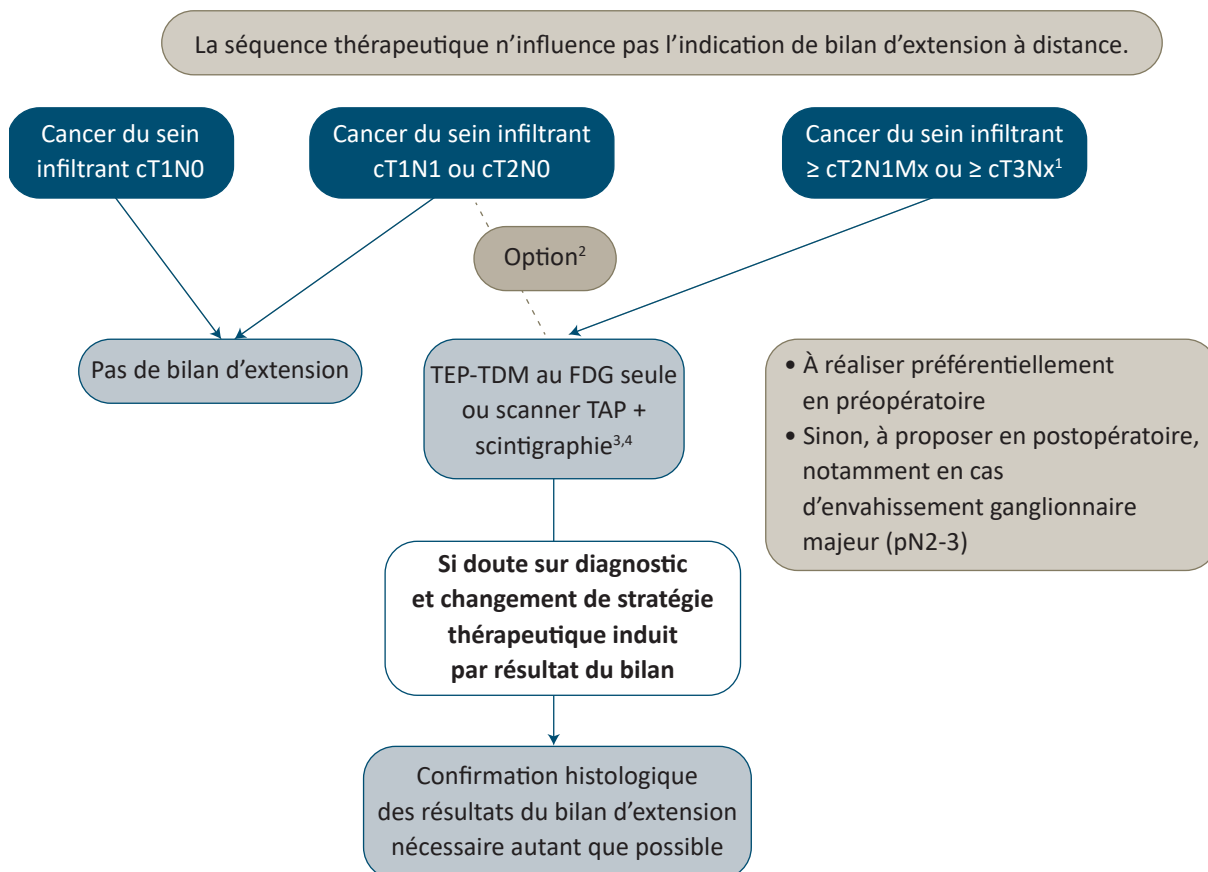 La séquence thérapeutique n’influence pas l’indication de bilan d’extension à distance.
Cancer du sein
infiltrant cT1N0
Cancer du sein infiltrant
cT1N1 ou cT2N0
Cancer du sein infiltrant
≥ cT2N1Mx ou ≥ cT3Nx¹
Option²
Pas de bilan d’extension
TEP-TDM au FDG seule
ou scanner TAP +
scintigraphie³,⁴
• À réaliser préférentiellement
en préopératoire
• Sinon, à proposer en postopératoire,
notamment en cas
d’envahissement ganglionnaire
majeur (pN2-3)
Si doute sur diagnostic
et changement de stratégie
thérapeutique induit
par résultat du bilan
Confirmation histologique
des résultats du bilan d’extension
nécessaire autant que possible